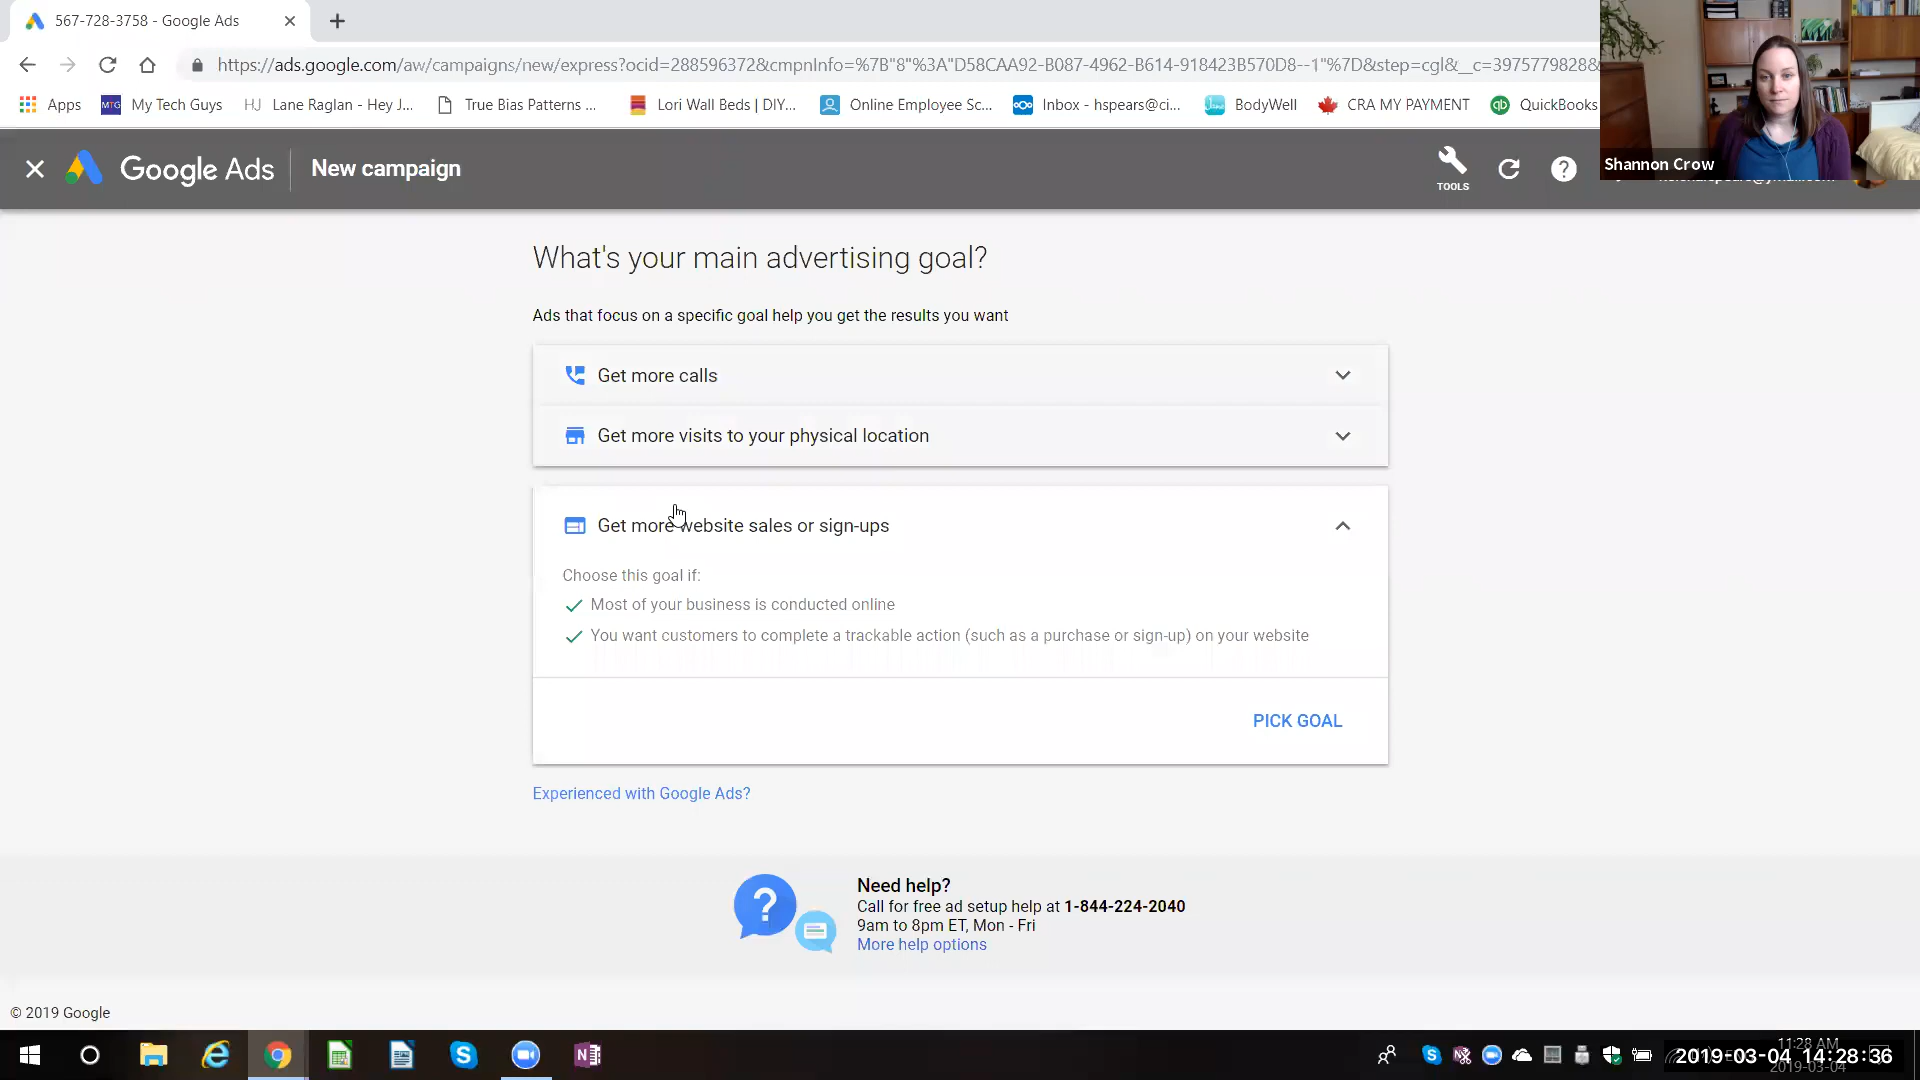 567-728-3758 - Google Ads
https://ads.google.com/aw/campaigns/new/express?ocid=288596372&cmpnInfo=%7B"8"%3A"D58CAA92-B087-4962-B614-918423B570D8--1"%7D&step=cgl&__c=3975779828&
Apps My Tech Guys Lane Raglan - Hey J... True Bias Patterns ... Lori Wall Beds | DIY,... Online Employee Sc... Inbox - hspears@ci... BodyWell CRA MY PAYMENT QuickBooks
Shannon Crow
Google Ads New campaign
TOOLS
What's your main advertising goal?
Ads that focus on a specific goal help you get the results you want
Get more calls
Get more visits to your physical location
Get more website sales or sign-ups
Choose this goal if:
Most of your business is conducted online
You want customers to complete a trackable action (such as a purchase or sign-up) on your website
PICK GOAL
Experienced with Google Ads?
Need help?
Call for free ad setup help at 1-844-224-2040
9am to 8pm ET, Mon - Fri
More help options
© 2019 Google
11:28 AM
2019-03-04 14:28:36
2019-03-04